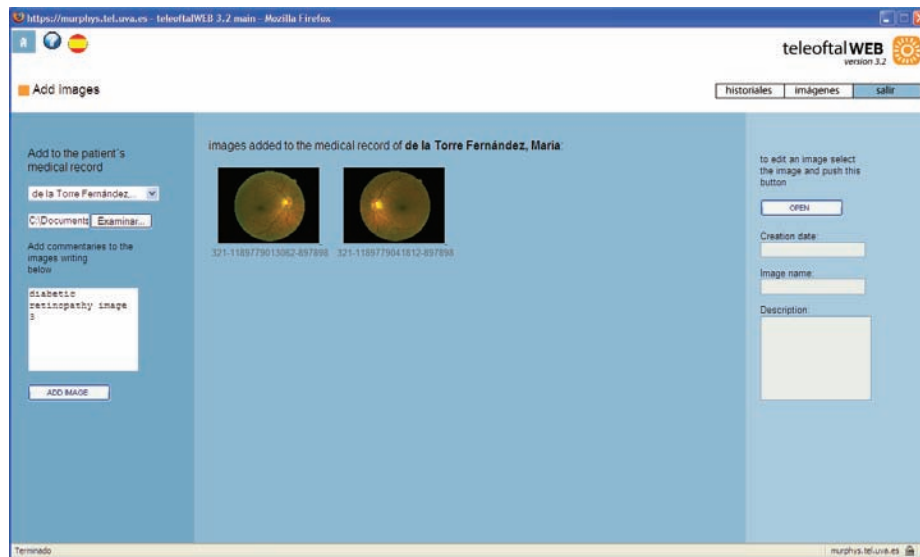 https://murphys.tel.uva.es - teleoftalWEB 3.2 main - Mozilla Firefox
teleoftalWEB
version 3.2
Add images
historiales imágenes salir
Add to the patient´s
medical record
de la Torre Fernández,...
C:\Documents Examinar...
Add commentaries to the
images writing
below
diabetic
retinopathy image
3
ADD IMAGE
images added to the medical record of de la Torre Fernández, Maria:
321-1189779013062-897898 321-1189779041812-897898
to edit an image select
the image and push this
button
OPEN
Creation date:
Image name:
Description:
Terminado murphys.tel.uva.es